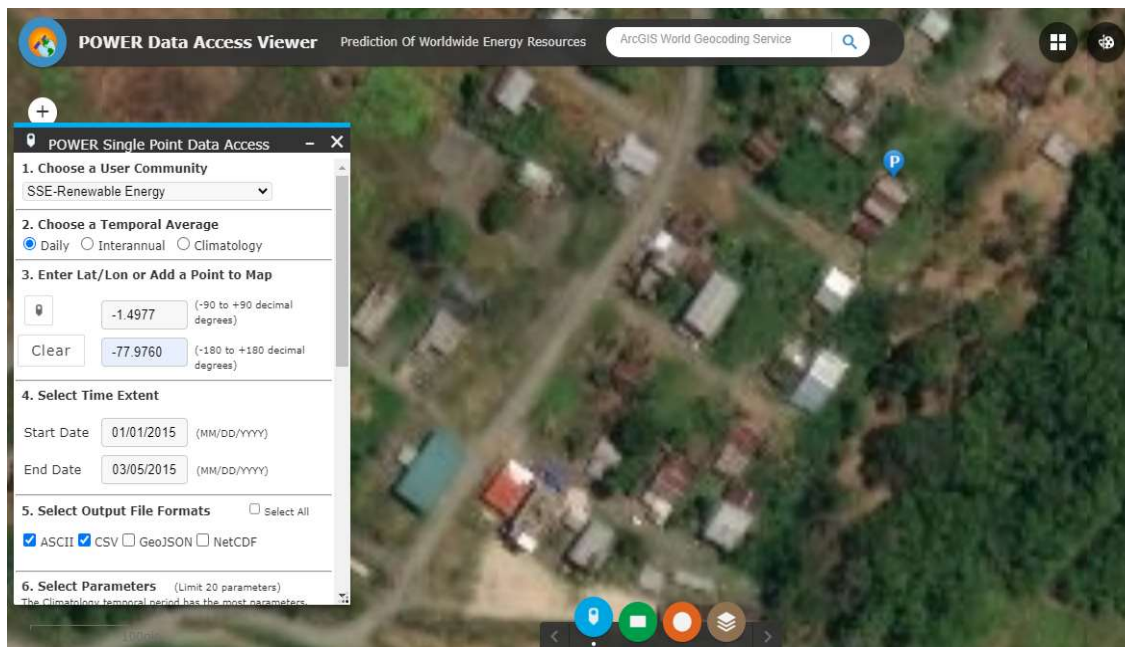 POWER Data Access Viewer Prediction Of Worldwide Energy Resources ArcGIS World Geocoding Service
POWER Single Point Data Access
1. Choose a User Community
SSE-Renewable Energy
2. Choose a Temporal Average
Daily Interannual Climatology
3. Enter Lat/Lon or Add a Point to Map
-1.4977 (-90 to +90 decimal
degrees)
Clear -77.9760 (-180 to +180 decimal
degrees)
4. Select Time Extent
Start Date 01/01/2015 (MM/DD/YYYY)
End Date 03/05/2015 (MM/DD/YYYY)
5. Select Output File Formats Select All
ASCII CSV GeoJSON NetCDF
6. Select Parameters (Limit 20 parameters)
The Climatology temporal period has the most parameters.
P